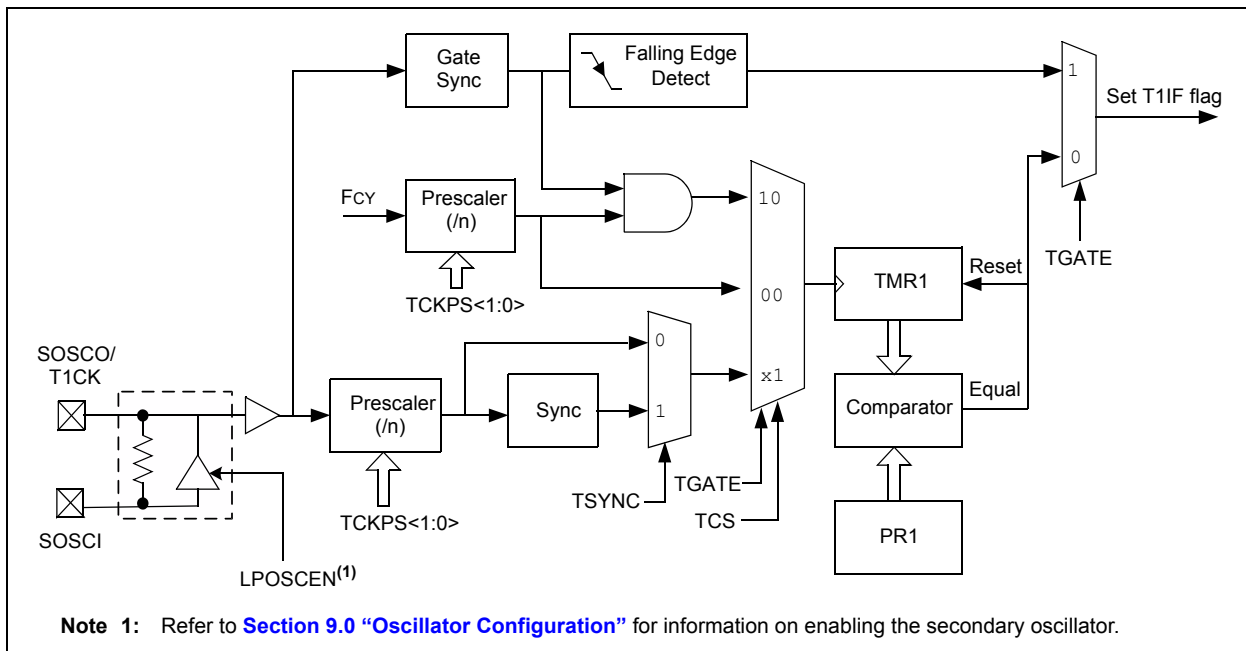 Gate
Sync
Falling Edge
Detect
1
Set T1IF flag
0
TGATE
FCY
Prescaler
(/n)
TCKPS<1:0>
10
00
x1
TMR1
Reset
SOSCO/
T1CK
SOSCI
Prescaler
(/n)
TCKPS<1:0>
Sync
0
1
TSYNC
TGATE
TCS
Comparator
Equal
PR1
LPOSCEN(1)
Note 1: Refer to Section 9.0 “Oscillator Configuration” for information on enabling the secondary oscillator.